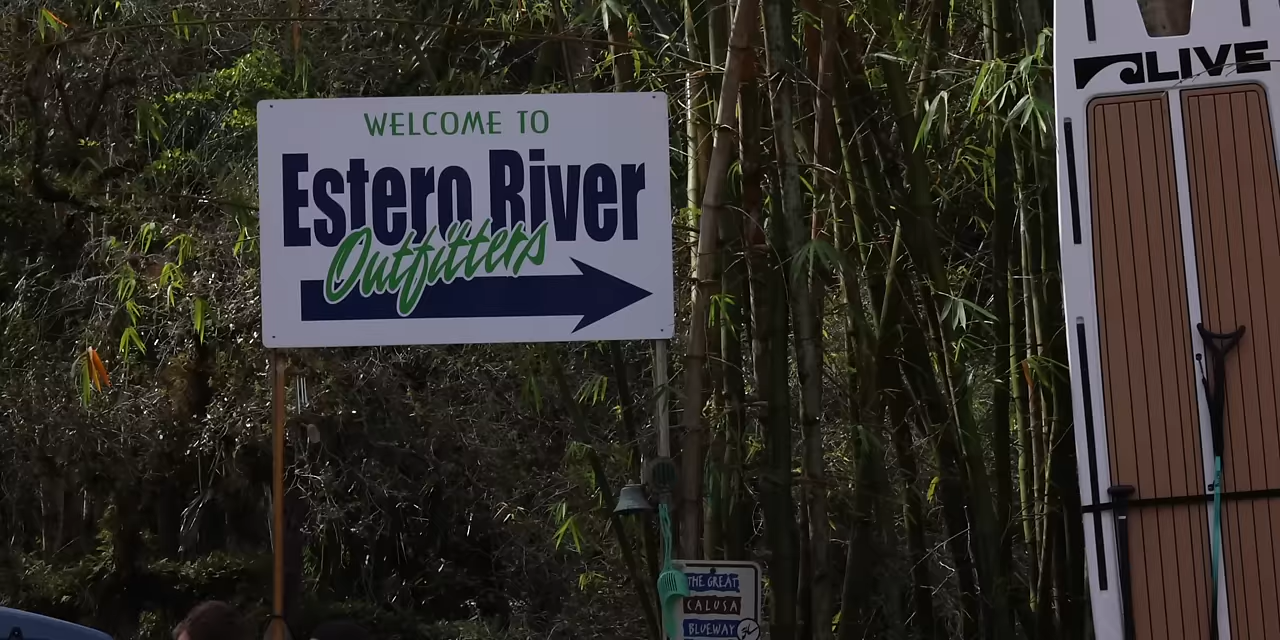 WELCOME TO
Estero River
Outfitters
LIVE
THE GREAT
CALUSA
BLUEWAY